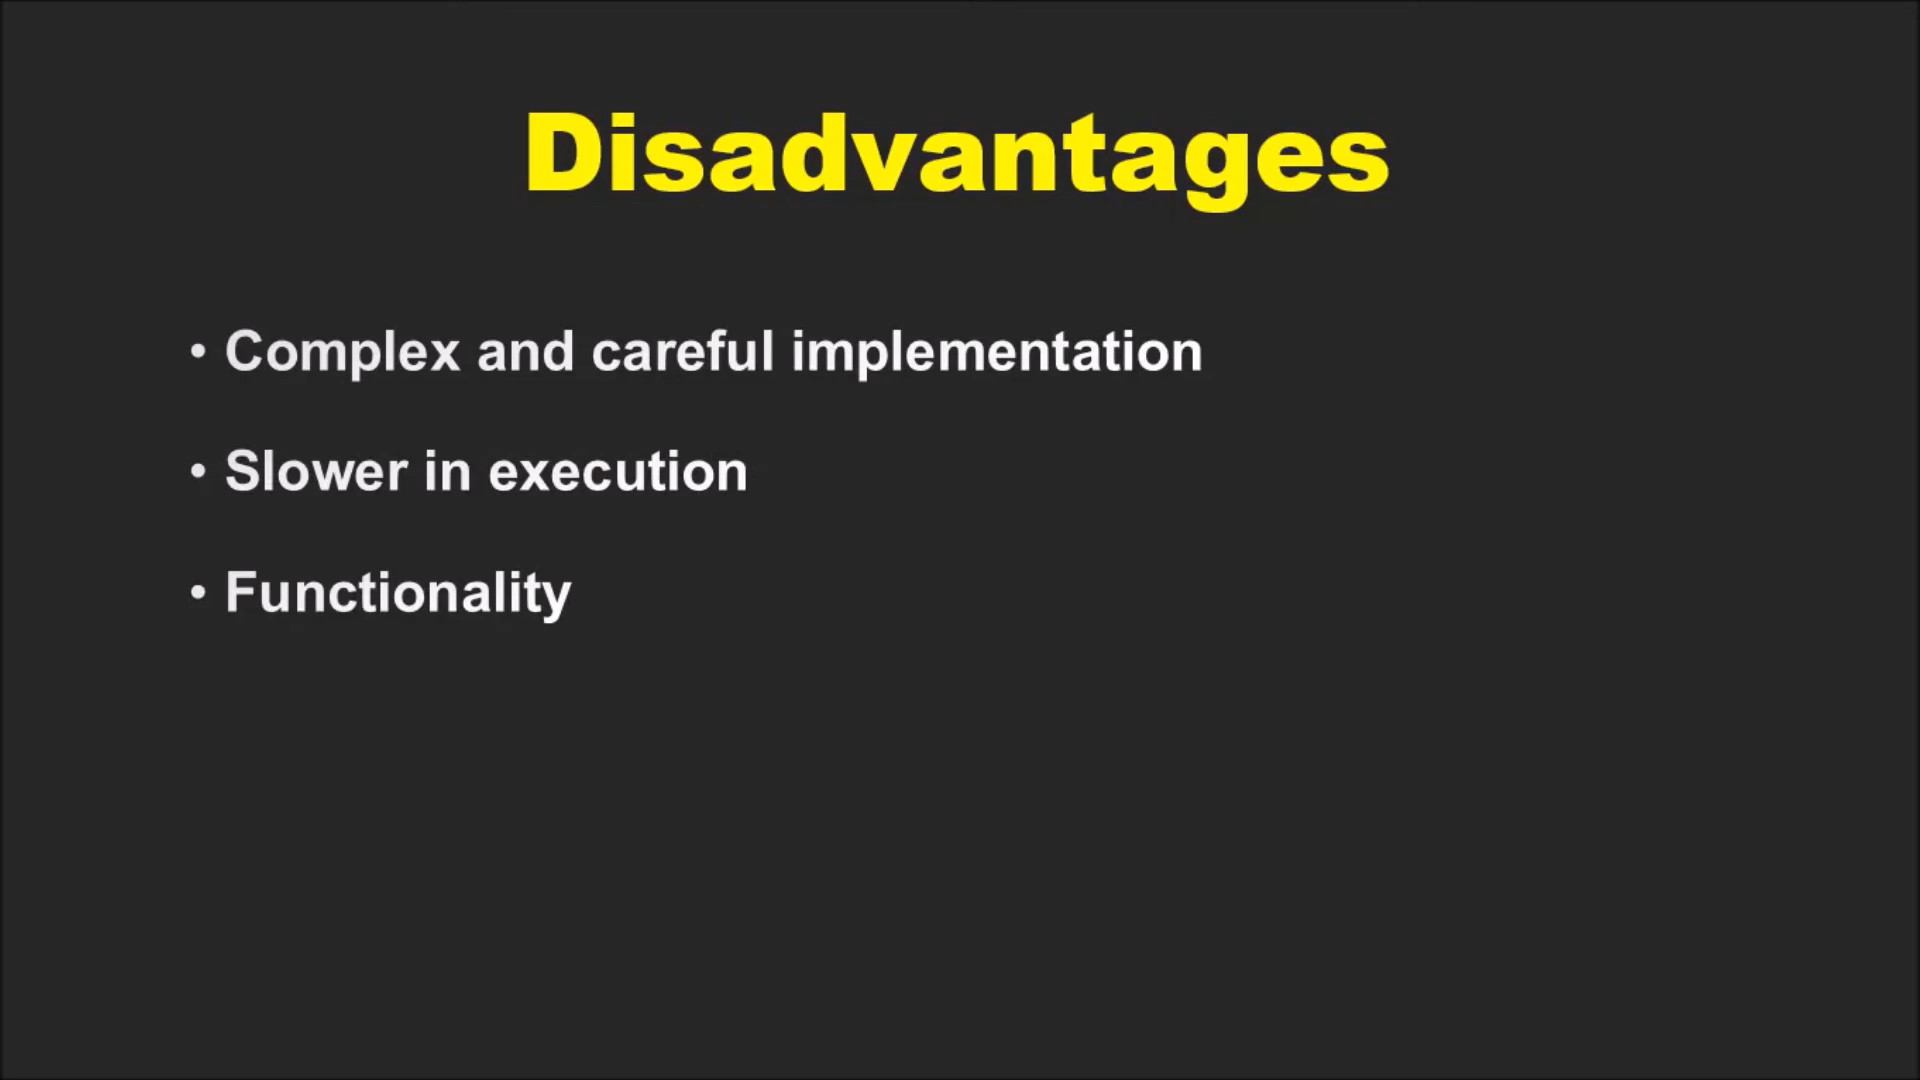 Disadvantages
• Complex and careful implementation
• Slower in execution
• Functionality